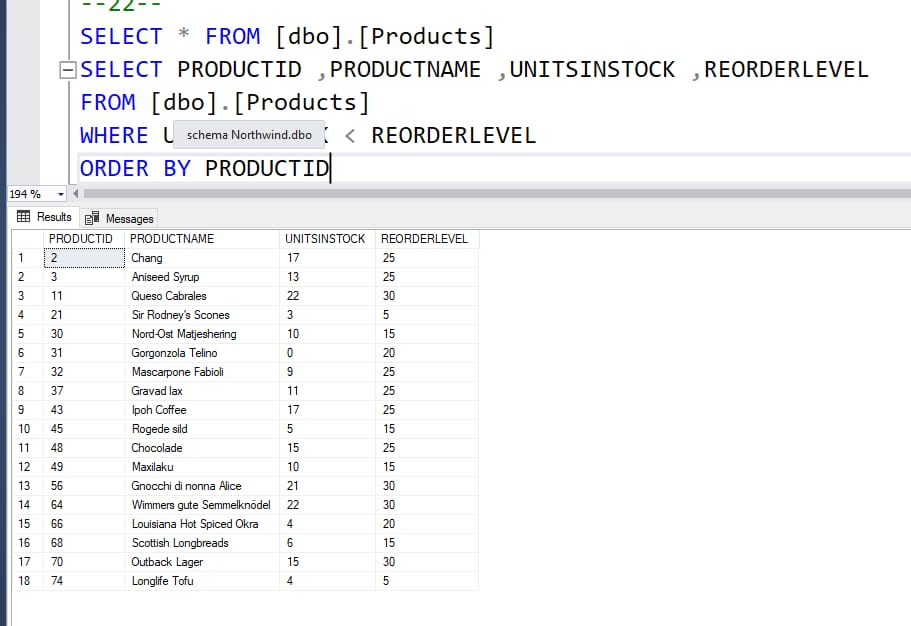 --22--
SELECT * FROM [dbo].[Products]
SELECT PRODUCTID ,PRODUCTNAME ,UNITSINSTOCK ,REORDERLEVEL
FROM [dbo].[Products]
WHERE U schema Northwind.dbo K < REORDERLEVEL
ORDER BY PRODUCTID
194 %
Results Messages
PRODUCTID PRODUCTNAME UNITSINSTOCK REORDERLEVEL
1 2 Chang 17 25
2 3 Aniseed Syrup 13 25
3 11 Queso Cabrales 22 30
4 21 Sir Rodney's Scones 3 5
5 30 Nord-Ost Matjeshering 10 15
6 31 Gorgonzola Telino 0 20
7 32 Mascarpone Fabioli 9 25
8 37 Gravad lax 11 25
9 43 Ipoh Coffee 17 25
10 45 Rogede sild 5 15
11 48 Chocolade 15 25
12 49 Maxilaku 10 15
13 56 Gnocchi di nonna Alice 21 30
14 64 Wimmers gute Semmelknödel 22 30
15 66 Louisiana Hot Spiced Okra 4 20
16 68 Scottish Longbreads 6 15
17 70 Outback Lager 15 30
18 74 Longlife Tofu 4 5